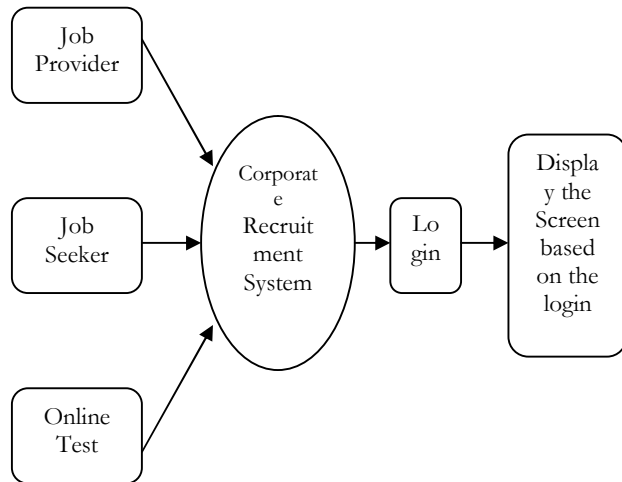 Job
Provider
Job
Seeker
Online
Test
Corporat
e
Recruit
ment
System
Lo
gin
Displa
y the
Screen
based
on the
login